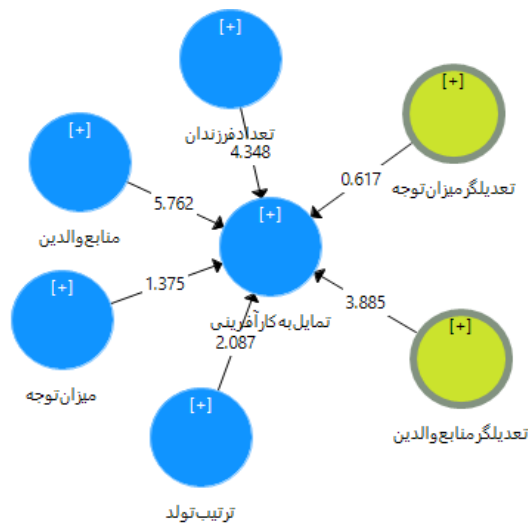 [+]
تعدادفرزندان
4.348
[+]
تعدیلگرمیزان‌توجه
0.617
[+]
منابع‌والدین
5.762
[+]
تمایل‌به‌کارآفرینی
[+]
میزان‌توجه
1.375
[+]
تعدیلگرمنابع‌والدین
3.885
2.087
[+]
ترتیب‌تولد